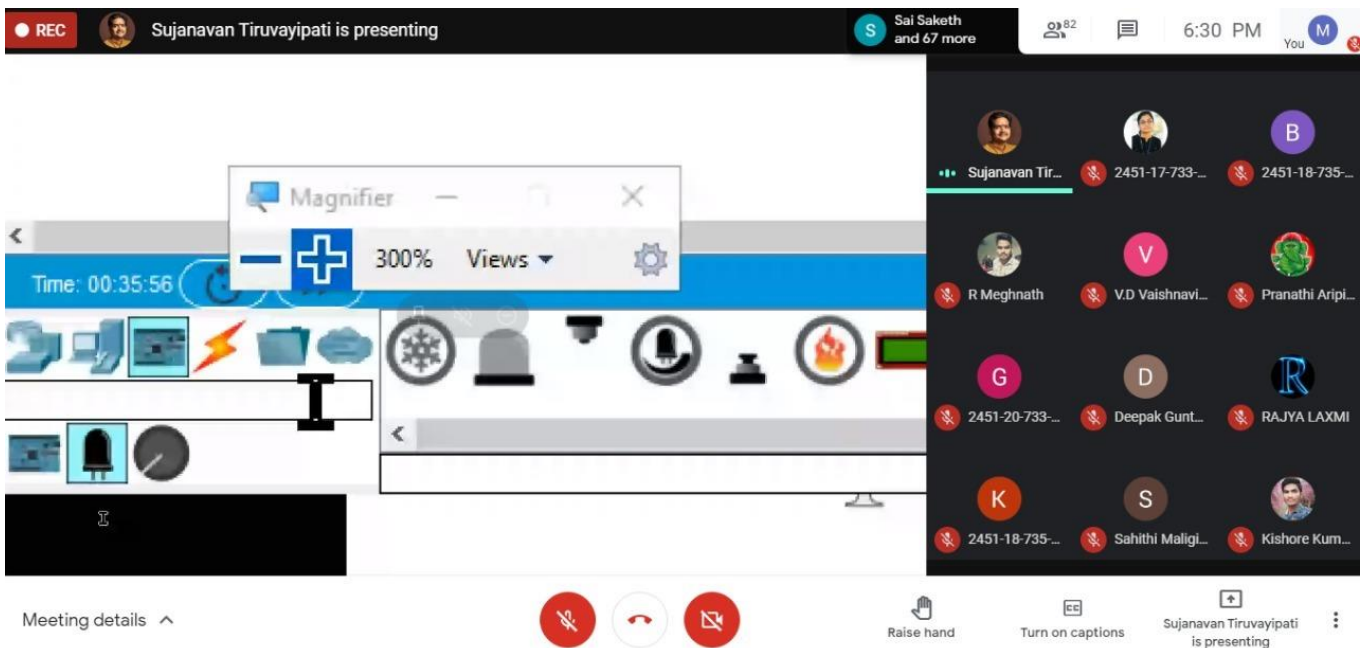 REC
Sujanavan Tiruvayipati is presenting
S
Sai Saketh
and 67 more
82
6:30 PM
You
M
Magnifier
300%
Views
Time: 00:35:56
Sujanavan Tir...
2451-17-733-...
B
2451-18-735-...
R Meghnath
V
V.D Vaishnavi...
Pranathi Aripi...
G
2451-20-733-...
D
Deepak Gunt...
R
RAJYA LAXMI
K
2451-18-735-...
S
Sahithi Maligi...
Kishore Kum...
Meeting details
Raise hand
CC
Turn on captions
Sujanavan Tiruvayipati
is presenting